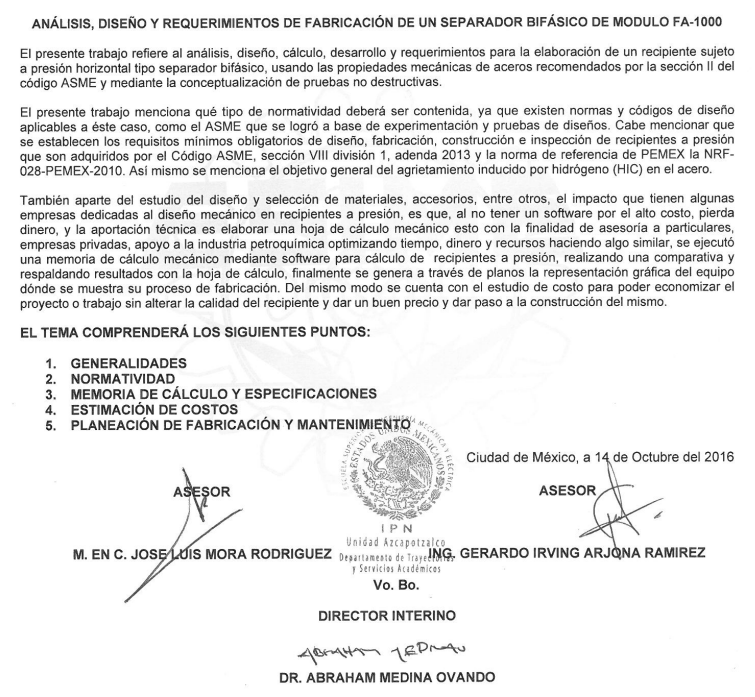 ANÁLISIS, DISEÑO Y REQUERIMIENTOS DE FABRICACIÓN DE UN SEPARADOR BIFÁSICO DE MODULO FA-1000
El presente trabajo refiere al análisis, diseño, cálculo, desarrollo y requerimientos para la elaboración de un recipiente sujeto
a presión horizontal tipo separador bifásico, usando las propiedades mecánicas de aceros recomendados por la sección II del
código ASME y mediante la conceptualización de pruebas no destructivas.
El presente trabajo menciona qué tipo de normatividad deberá ser contenida, ya que existen normas y códigos de diseño
aplicables a éste caso, como el ASME que se logró a base de experimentación y pruebas de diseños. Cabe mencionar que
se establecen los requisitos mínimos obligatorios de diseño, fabricación, construcción e inspección de recipientes a presión
que son adquiridos por el Código ASME, sección VIII división 1, adenda 2013 y la norma de referencia de PEMEX la NRF-
028-PEMEX-2010. Así mismo se menciona el objetivo general del agrietamiento inducido por hidrógeno (HIC) en el acero.
También aparte del estudio del diseño y selección de materiales, accesorios, entre otros, el impacto que tienen algunas
empresas dedicadas al diseño mecánico en recipientes a presión, es que, al no tener un software por el alto costo, pierda
dinero, y la aportación técnica es elaborar una hoja de cálculo mecánico esto con la finalidad de asesoría a particulares,
empresas privadas, apoyo a la industria petroquímica optimizando tiempo, dinero y recursos haciendo algo similar, se ejecutó
una memoria de cálculo mecánico mediante software para cálculo de recipientes a presión, realizando una comparativa y
respaldando resultados con la hoja de cálculo, finalmente se genera a través de planos la representación gráfica del equipo
dónde se muestra su proceso de fabricación. Del mismo modo se cuenta con el estudio de costo para poder economizar el
proyecto o trabajo sin alterar la calidad del recipiente y dar un buen precio y dar paso a la construcción del mismo.
EL TEMA COMPRENDERÁ LOS SIGUIENTES PUNTOS:
1. GENERALIDADES
2. NORMATIVIDAD
3. MEMORIA DE CÁLCULO Y ESPECIFICACIONES
4. ESTIMACIÓN DE COSTOS
5. PLANEACIÓN DE FABRICACIÓN Y MANTENIMIENTO
ESTADOS UNIDOS MEXICANOS
Ciudad de México, a 14 de Octubre del 2016
ASESOR
ASESOR
I P N
Unidad Azcapotzalco
M. EN C. JOSE LUIS MORA RODRIGUEZ
Departamento de
ING. GERARDO IRVING ARJONA RAMIREZ
y Servicios Académicos
Vo. Bo.
DIRECTOR INTERINO
ABRAHAM MEDINA
DR. ABRAHAM MEDINA OVANDO